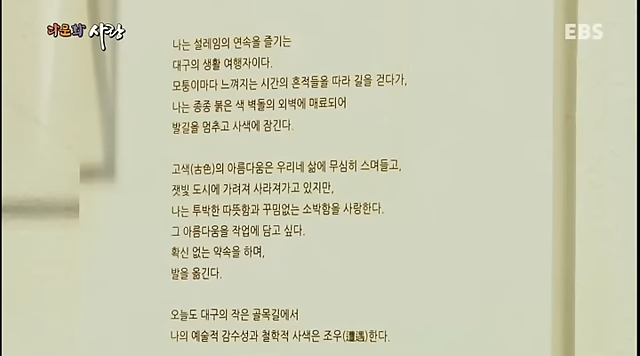 다문화 사랑
EBS
나는 설레임의 연속을 즐기는
대구의 생활 여행자이다.
모퉁이마다 느껴지는 시간의 흔적들을 따라 길을 걷다가,
나는 종종 붉은 색 벽돌의 외벽에 매료되어
발길을 멈추고 사색에 잠긴다.
고색(古色)의 아름다움은 우리네 삶에 무심히 스며들고,
잿빛 도시에 가려져 사라져가고 있지만,
나는 투박한 따뜻함과 꾸밈없는 소박함을 사랑한다.
그 아름다움을 작업에 담고 싶다.
확신 없는 약속을 하며,
발을 옮긴다.
오늘도 대구의 작은 골목길에서
나의 예술적 감수성과 철학적 사색은 조우(遭遇)한다.